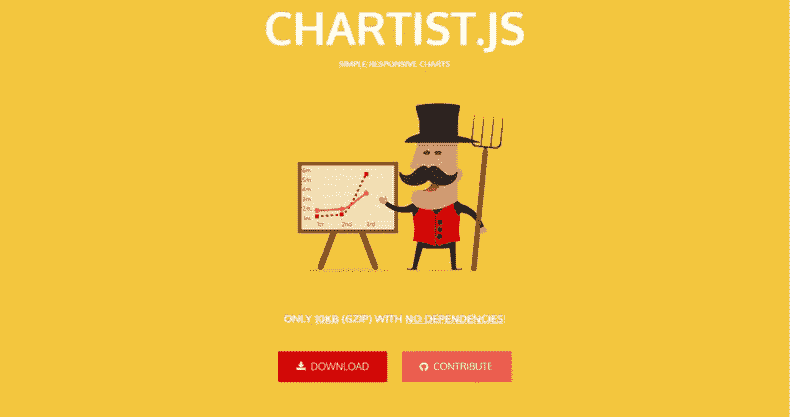 CHARTIST.JS
SIMPLE RESPONSIVE CHARTS
6m
5m
4m
3m
2m
1m
1st 2nd 3rd
ONLY 10KB (GZIP) WITH NO DEPENDENCIES!
DOWNLOAD CONTRIBUTE